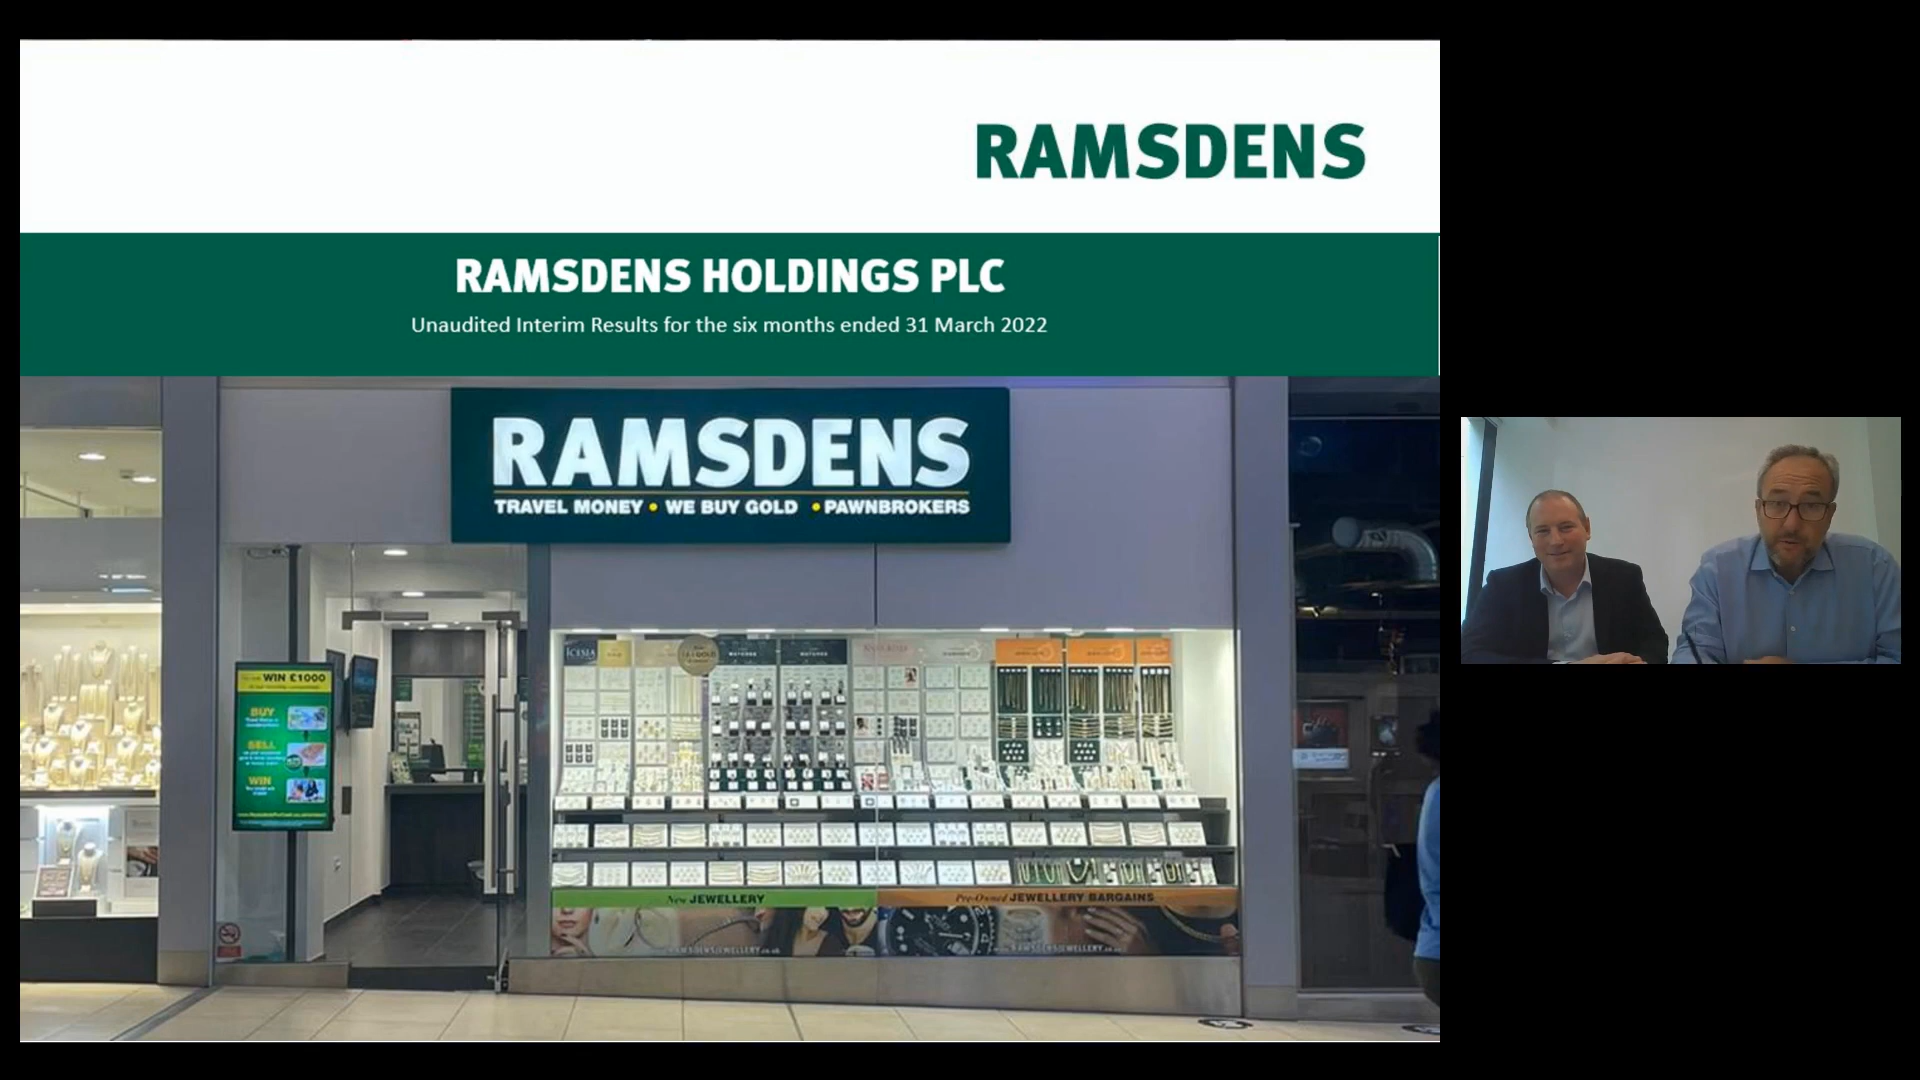 RAMSDENS
RAMSDENS HOLDINGS PLC
Unaudited Interim Results for the six months ended 31 March 2022
RAMSDENS
TRAVEL MONEY • WE BUY GOLD • PAWNBROKERS
WIN £1000
BUY
SELL
WIN
New JEWELLERY
Pre-Owned JEWELLERY BARGAINS